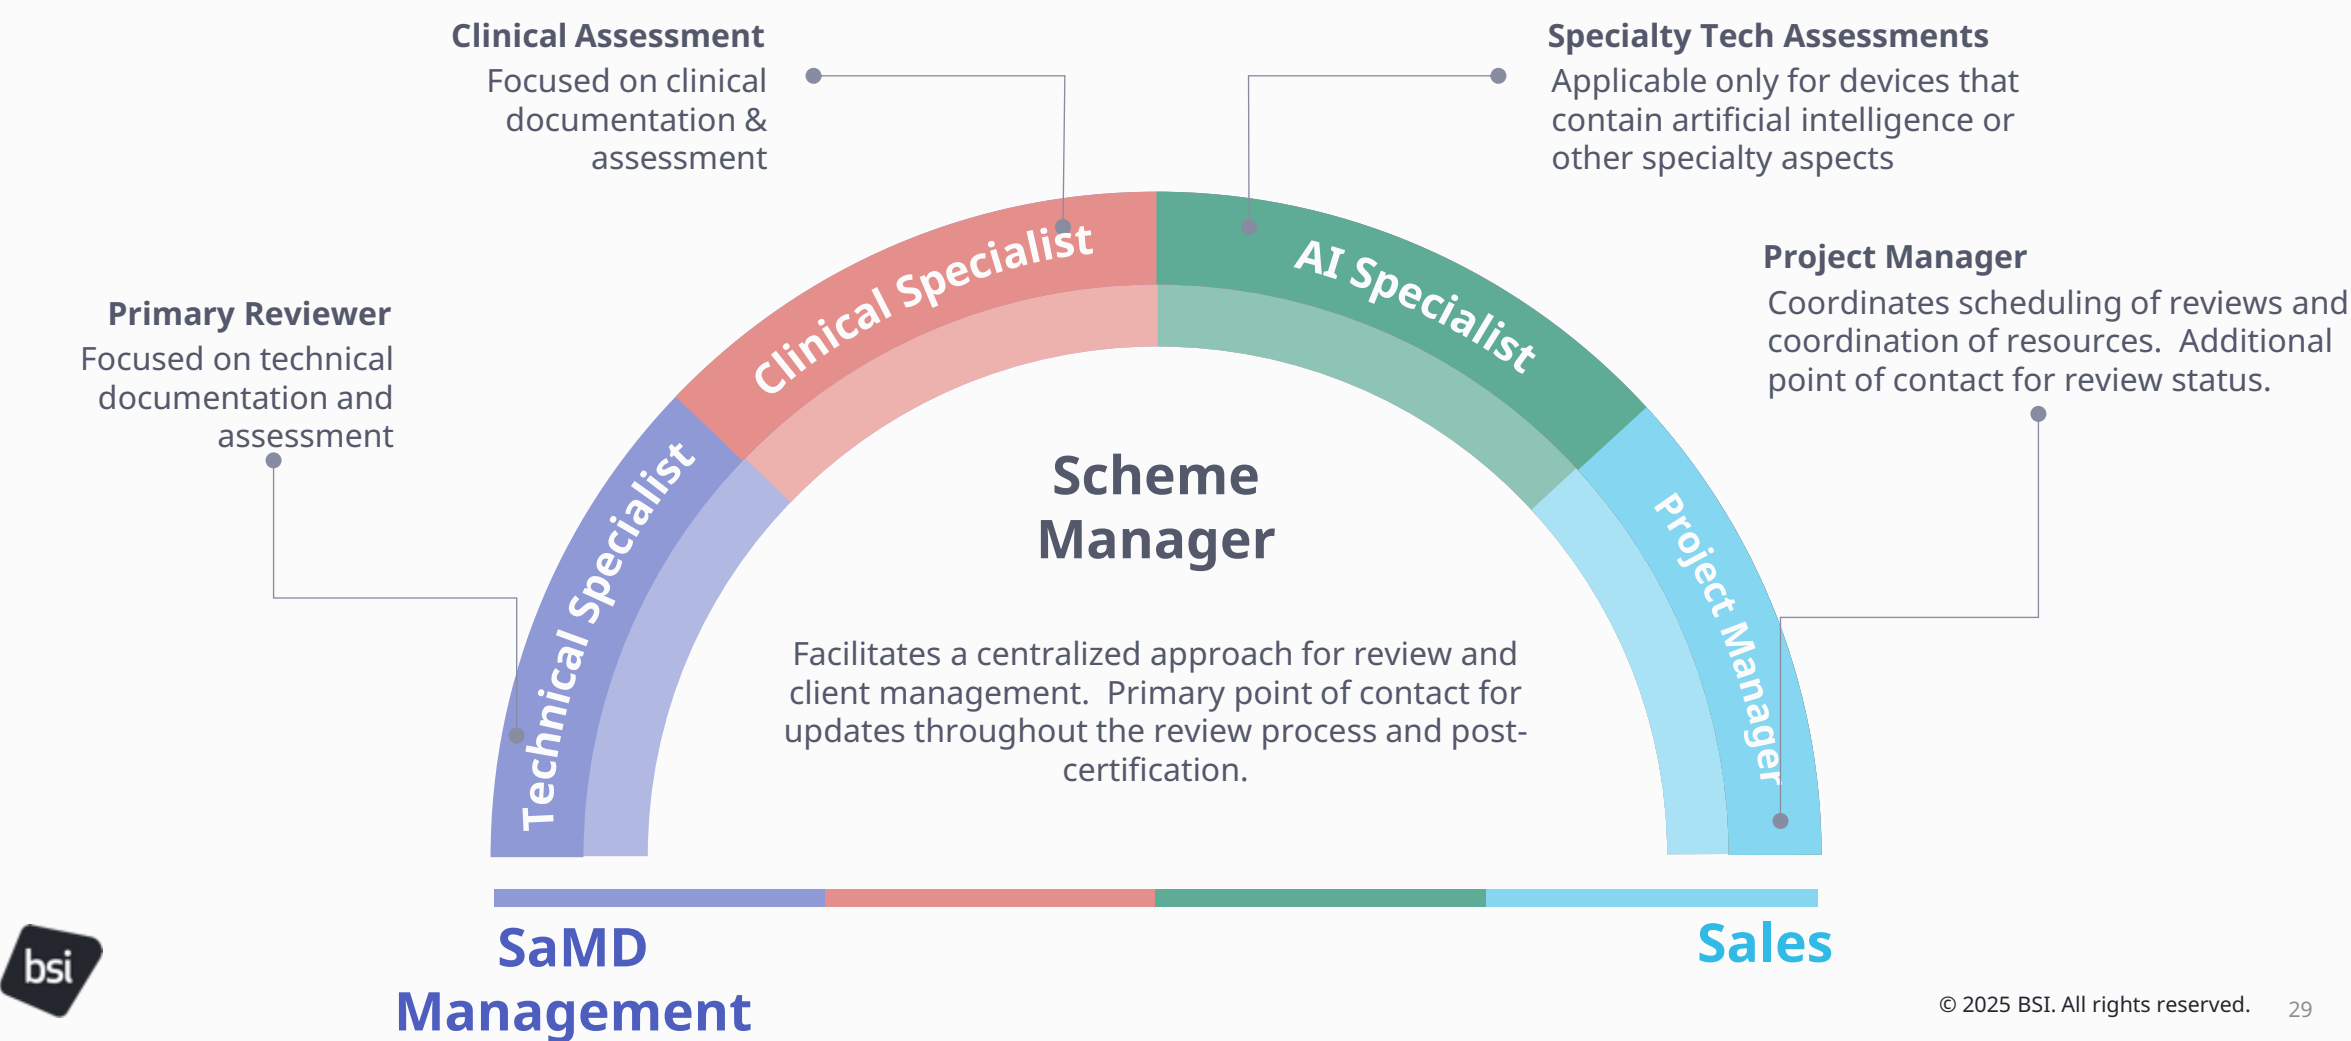 Clinical Assessment
Focused on clinical
documentation &
assessment
Specialty Tech Assessments
Applicable only for devices that
contain artificial intelligence or
other specialty aspects
Primary Reviewer
Focused on technical
documentation and
assessment
Project Manager
Coordinates scheduling of reviews and
coordination of resources.  Additional
point of contact for review status.
Technical Specialist
Clinical Specialist
AI Specialist
Project Manager
Scheme
Manager
Facilitates a centralized approach for review and
client management.  Primary point of contact for
updates throughout the review process and post-
certification.
SaMD
Management
Sales
bsi
© 2025 BSI. All rights reserved.
29